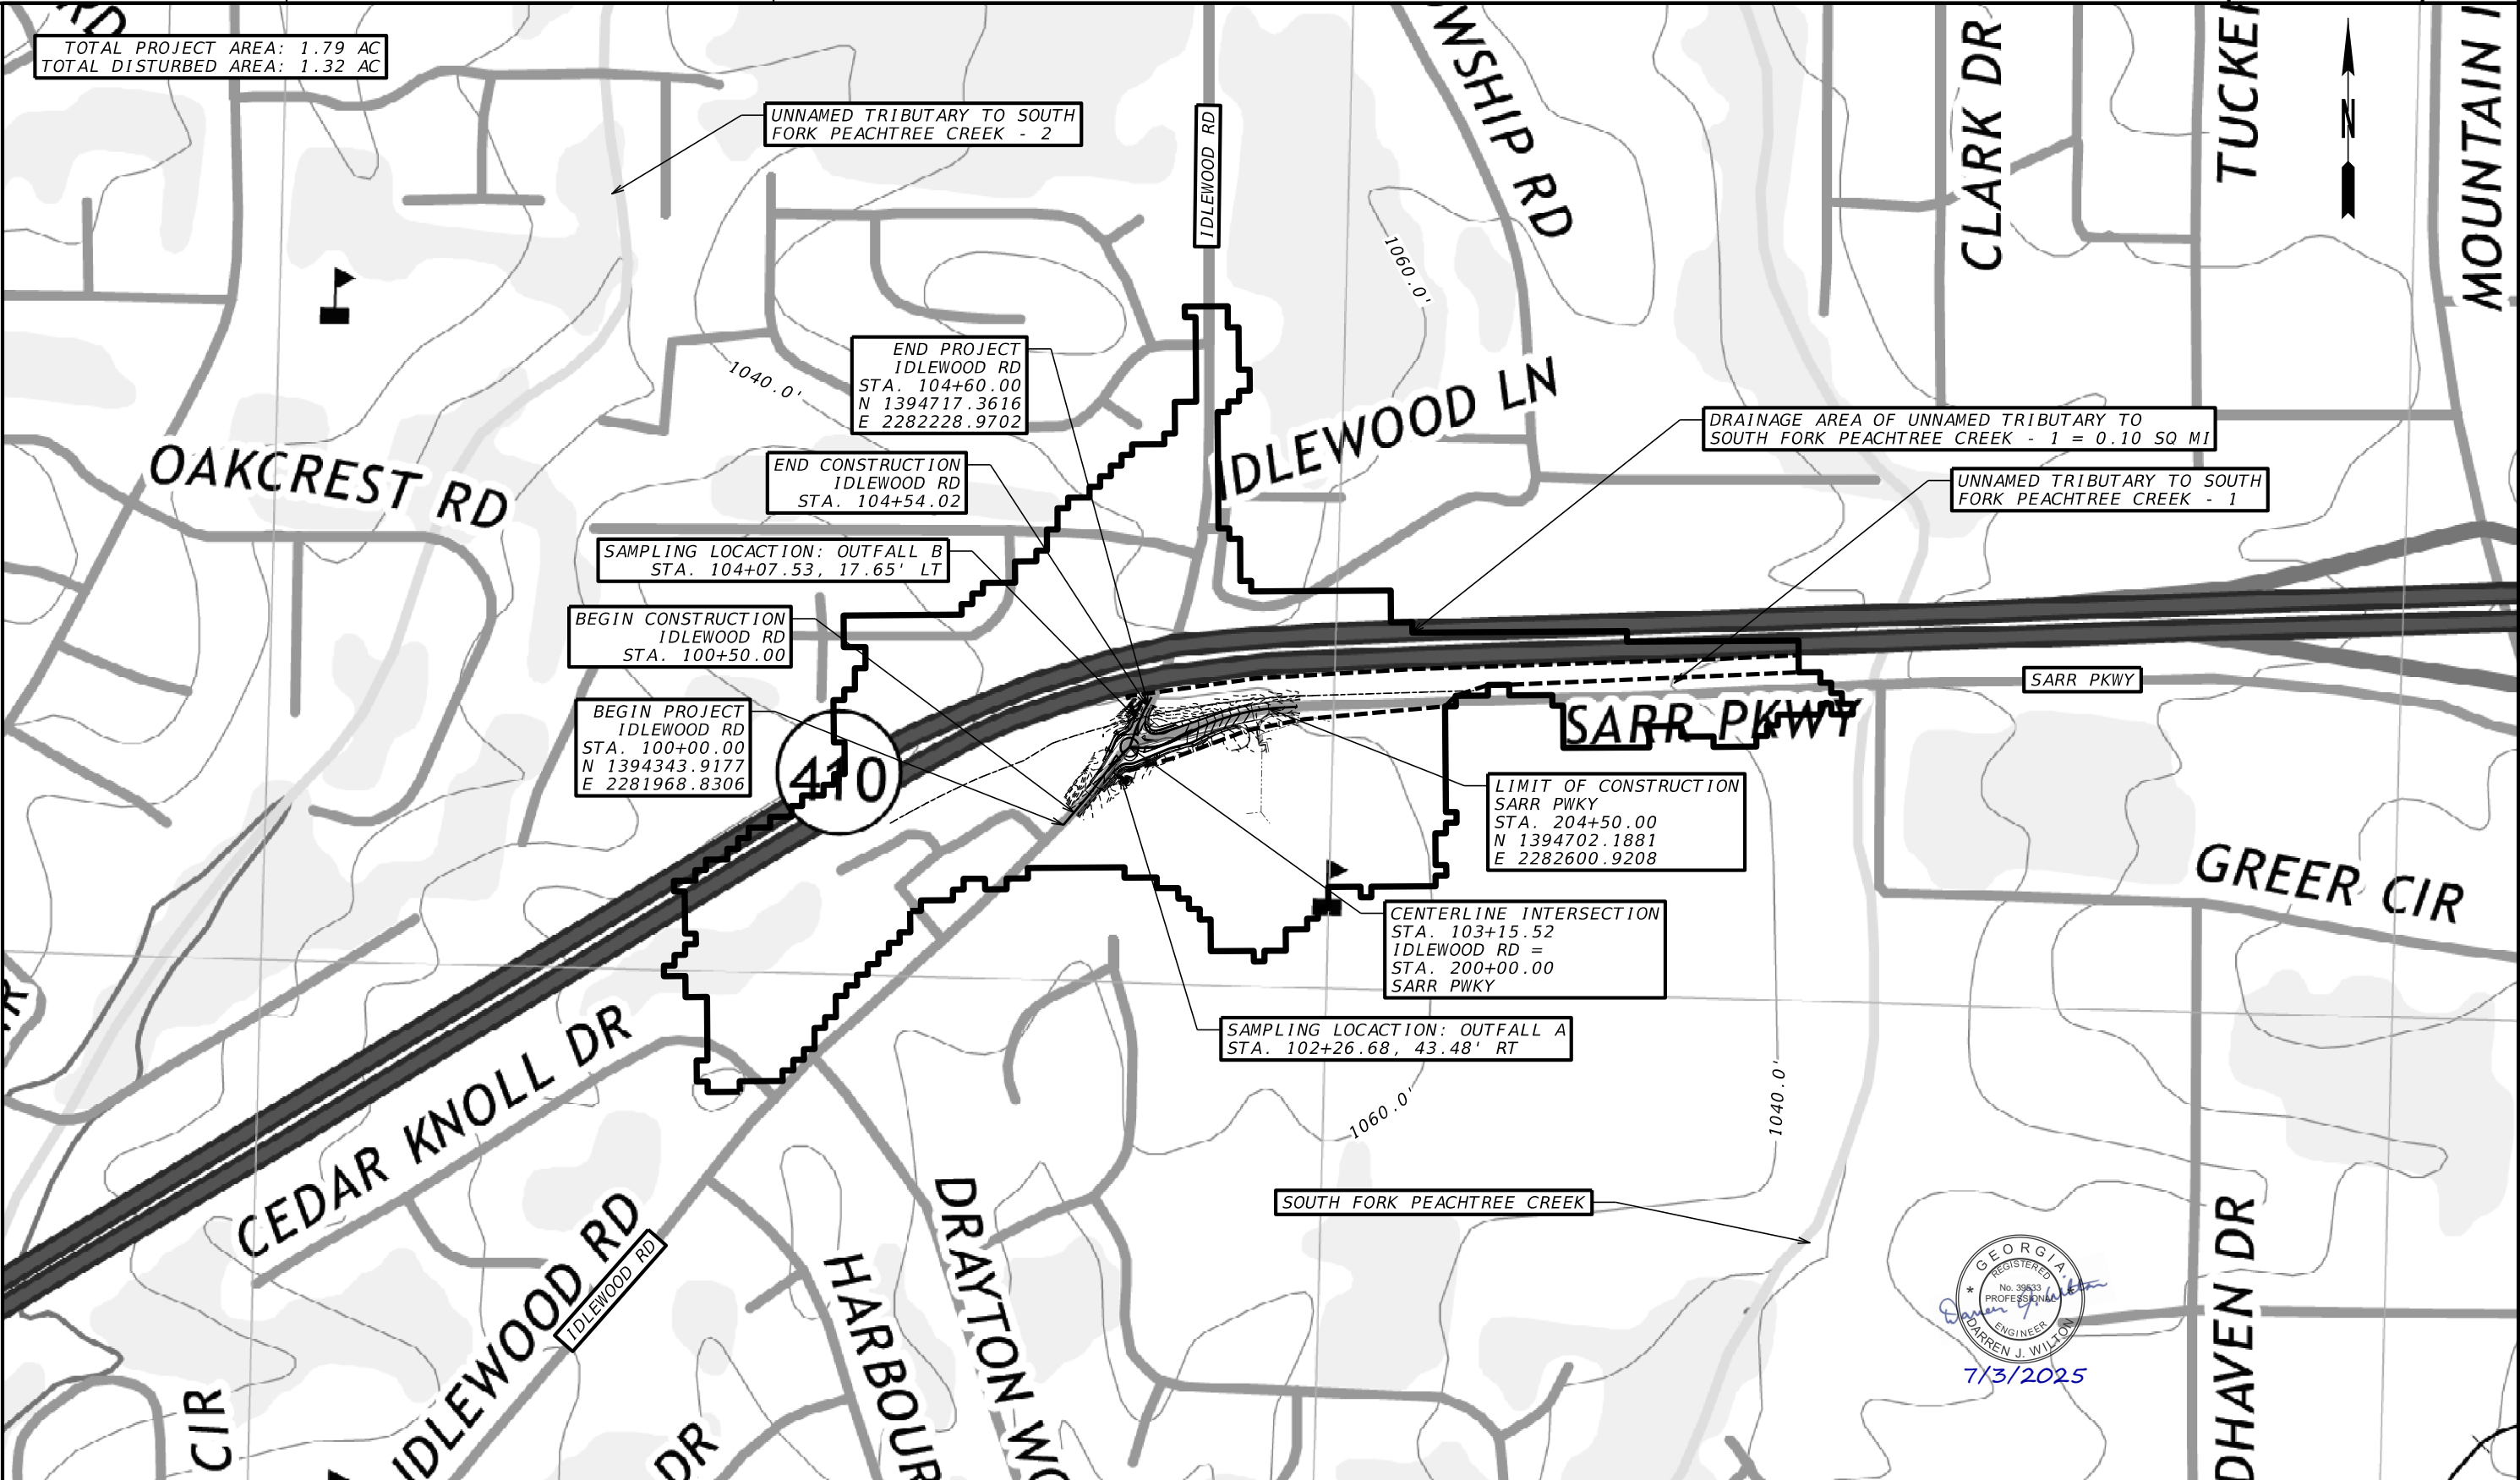 TOTAL PROJECT AREA: 1.79 AC
TOTAL DISTURBED AREA: 1.32 AC
RD
UNNAMED TRIBUTARY TO SOUTH
FORK PEACHTREE CREEK - 2
IDLEWOOD RD
WSHIP RD
CLARK DR
TUCKER
N
MOUNTAIN I
1060.0'
END PROJECT
IDLEWOOD RD
STA. 104+60.00
N 1394717.3616
E 2282228.9702
1040.0'
IDLEWOOD LN
DRAINAGE AREA OF UNNAMED TRIBUTARY TO
SOUTH FORK PEACHTREE CREEK - 1 = 0.10 SQ MI
OAKCREST RD
END CONSTRUCTION
IDLEWOOD RD
STA. 104+54.02
UNNAMED TRIBUTARY TO SOUTH
FORK PEACHTREE CREEK - 1
SAMPLING LOCACTION: OUTFALL B
STA. 104+07.53, 17.65' LT
BEGIN CONSTRUCTION
IDLEWOOD RD
STA. 100+50.00
SARR PKWY
BEGIN PROJECT
IDLEWOOD RD
STA. 100+00.00
N 1394343.9177
E 2281968.8306
410
SARR PKWY
LIMIT OF CONSTRUCTION
SARR PWKY
STA. 204+50.00
N 1394702.1881
E 2282600.9208
GREER CIR
CENTERLINE INTERSECTION
STA. 103+15.52
IDLEWOOD RD =
STA. 200+00.00
SARR PWKY
SAMPLING LOCACTION: OUTFALL A
STA. 102+26.68, 43.48' RT
CEDAR KNOLL DR
1060.0'
1040.0'
SOUTH FORK PEACHTREE CREEK
IDLEWOOD RD
IDLEWOOD RD
DRAYTON WO
HARBOUR
DR
CIR
GEORGIA
REGISTERED
No. 39533
PROFESSIONAL
ENGINEER
DARREN J. WILTON
7/3/2025
DHAVEN DR